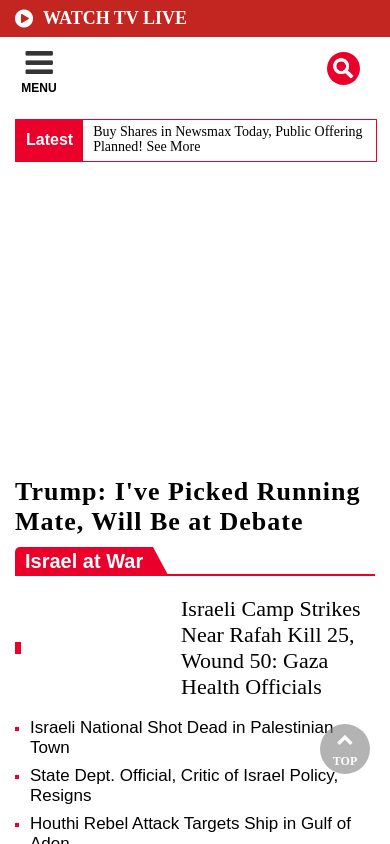 WATCH TV LIVE
MENU
Latest
Buy Shares in Newsmax Today, Public Offering
Planned! See More
Trump: I've Picked Running
Mate, Will Be at Debate
Israel at War
Israeli Camp Strikes
Near Rafah Kill 25,
Wound 50: Gaza
Health Officials
Israeli National Shot Dead in Palestinian
Town
State Dept. Official, Critic of Israel Policy,
Resigns
TOP
Houthi Rebel Attack Targets Ship in Gulf of
Aden